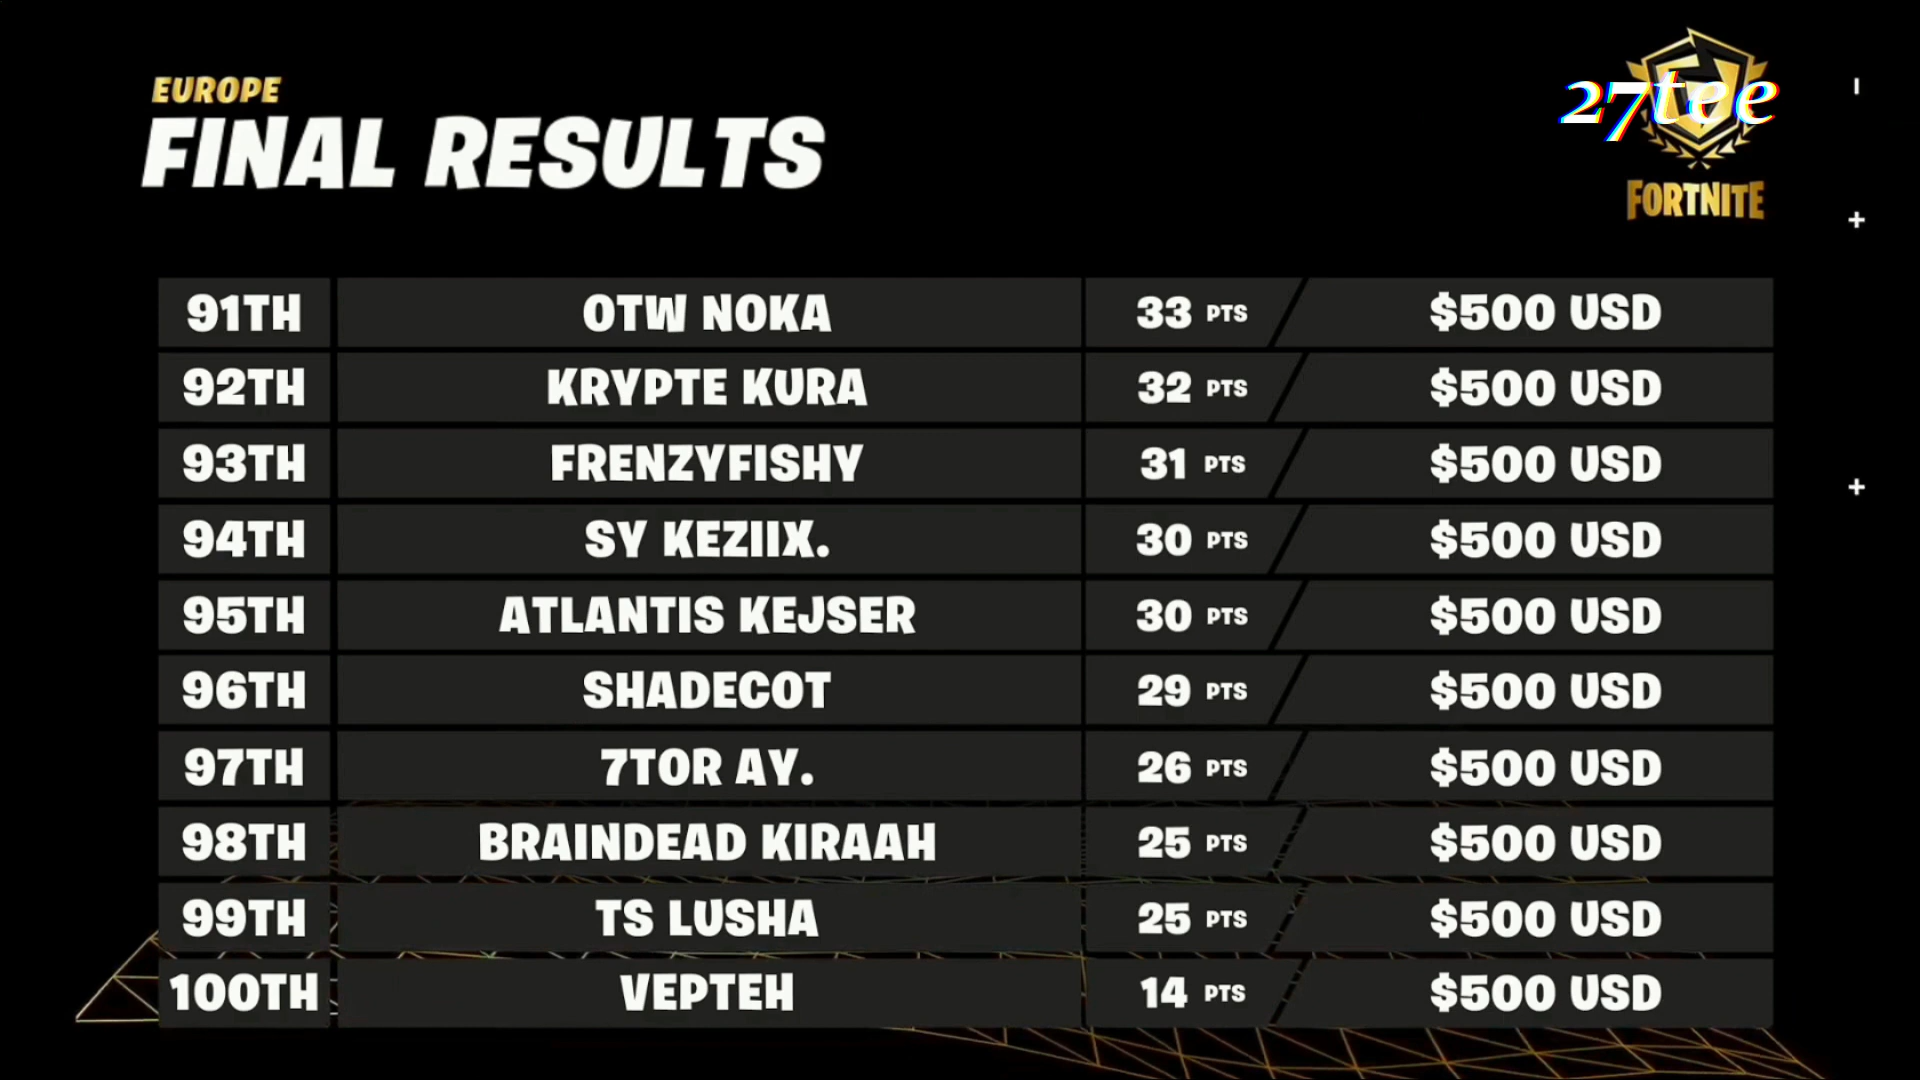 EUROPE
FINAL RESULTS
27tee
FORTNITE
91TH OTW NOKA 33 PTS $500 USD
92TH KRYPTE KURA 32 PTS $500 USD
93TH FRENZYFISHY 31 PTS $500 USD
94TH SY KEZIIX. 30 PTS $500 USD
95TH ATLANTIS KEJSER 30 PTS $500 USD
96TH SHADECOT 29 PTS $500 USD
97TH 7TOR AY. 26 PTS $500 USD
98TH BRAINDEAD KIRAAH 25 PTS $500 USD
99TH TS LUSHA 25 PTS $500 USD
100TH VEPTEH 14 PTS $500 USD